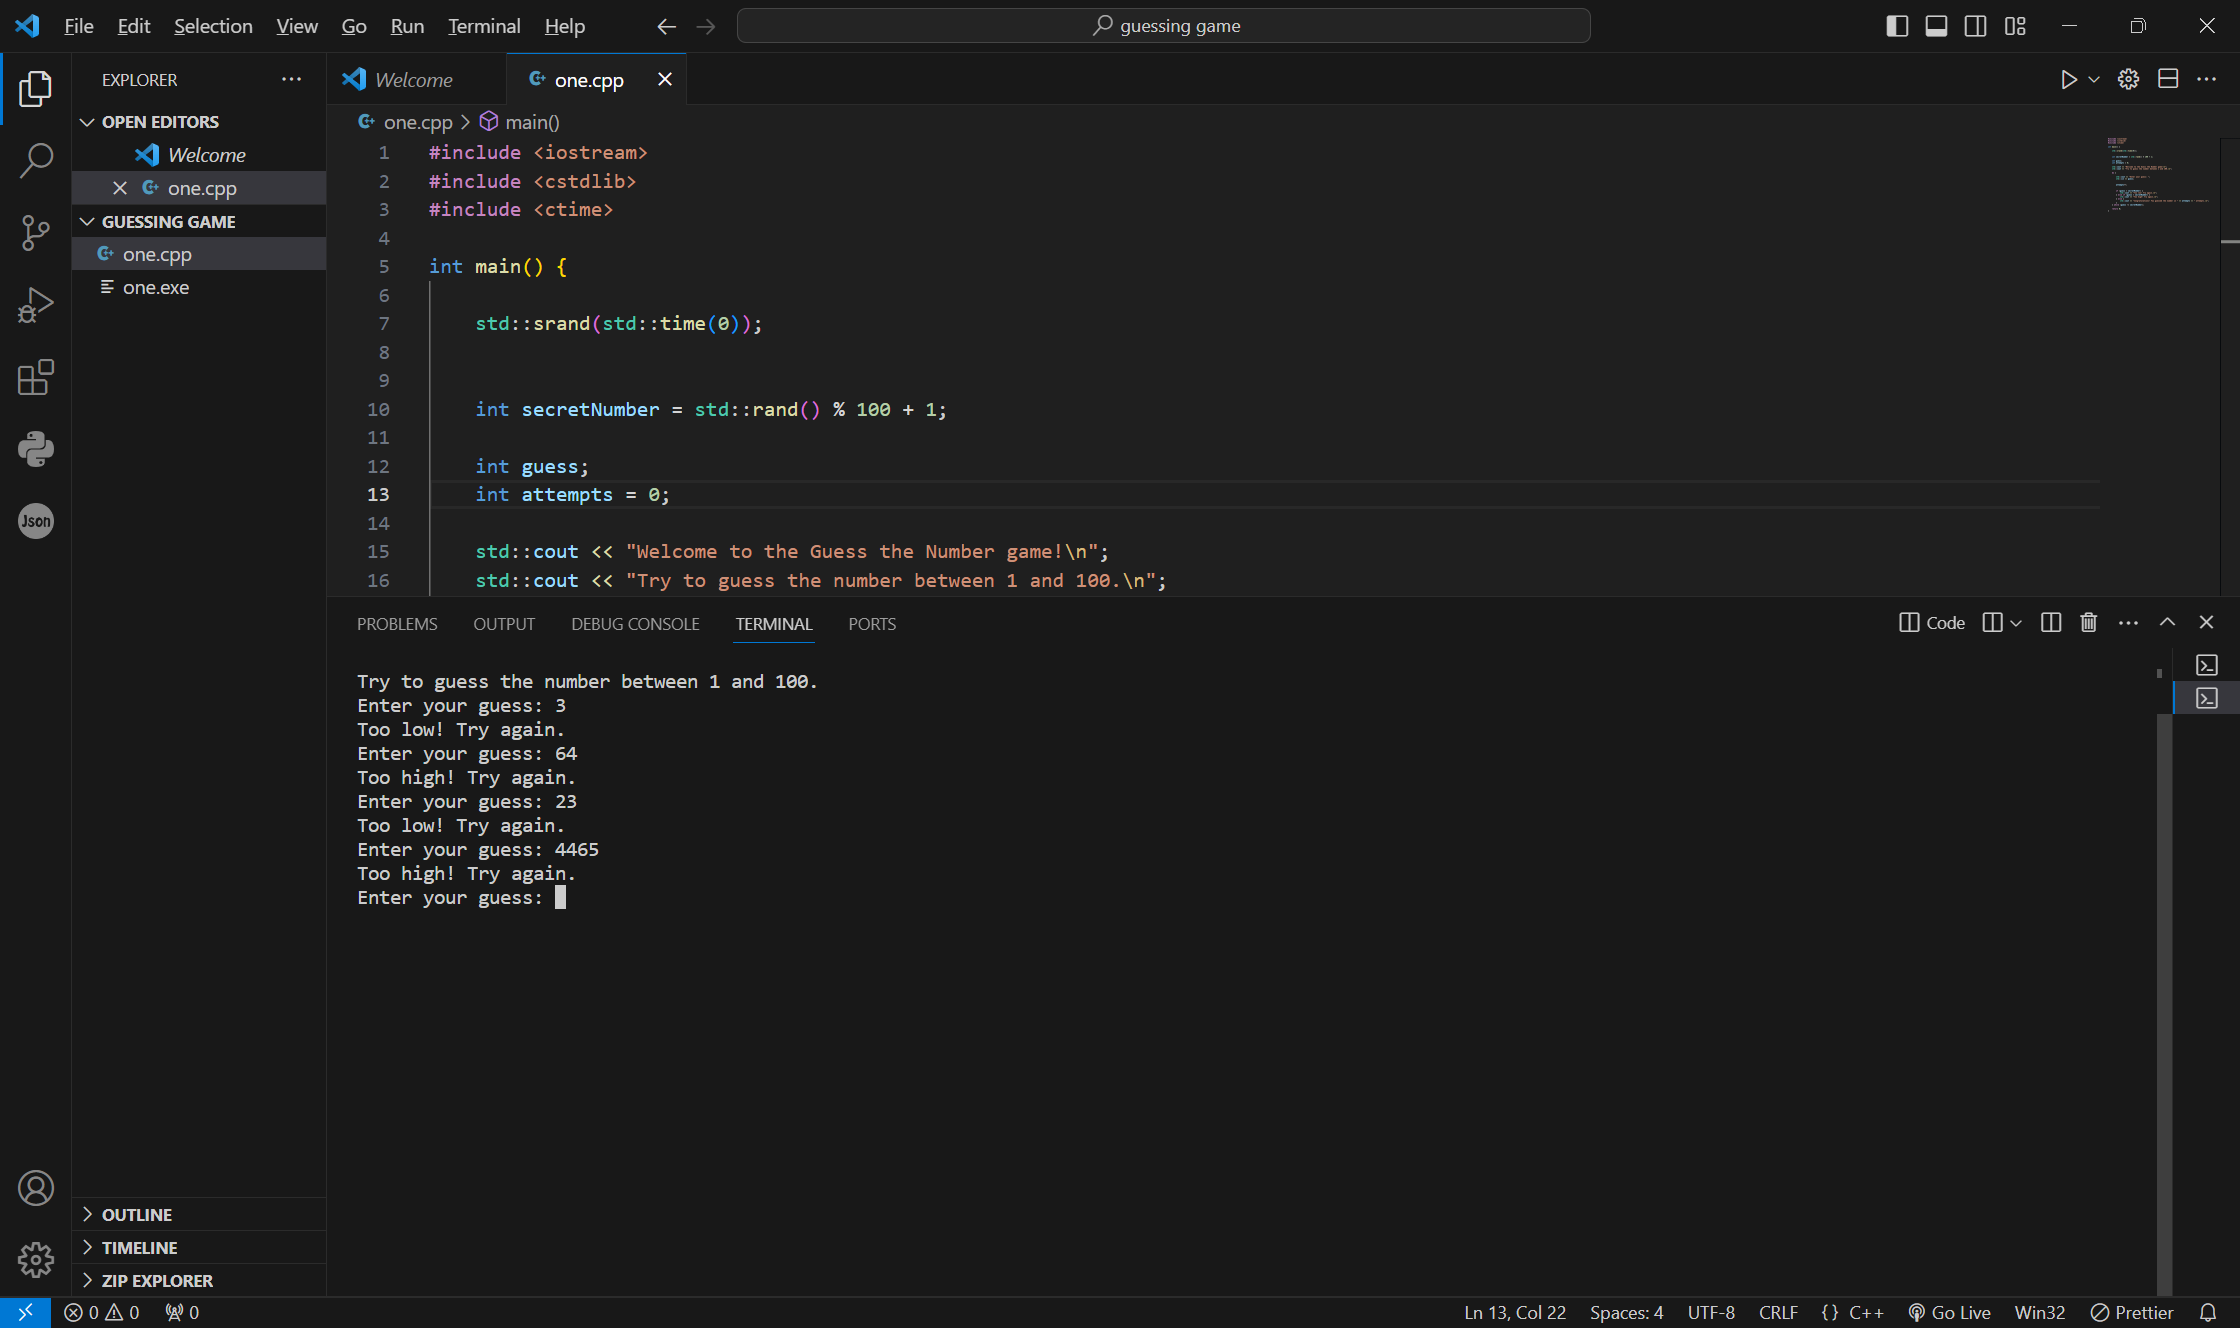 File Edit Selection View Go Run Terminal Help
guessing game
EXPLORER
OPEN EDITORS
Welcome
one.cpp
GUESSING GAME
one.cpp
one.exe
Json
OUTLINE
TIMELINE
ZIP EXPLORER
Welcome
one.cpp
one.cpp > main()
1 #include <iostream>
2 #include <cstdlib>
3 #include <ctime>
4
5 int main() {
6
7 std::srand(std::time(0));
8
9
10 int secretNumber = std::rand() % 100 + 1;
11
12 int guess;
13 int attempts = 0;
14
15 std::cout << "Welcome to the Guess the Number game!\n";
16 std::cout << "Try to guess the number between 1 and 100.\n";
PROBLEMS OUTPUT DEBUG CONSOLE TERMINAL PORTS
Code
Try to guess the number between 1 and 100.
Enter your guess: 3
Too low! Try again.
Enter your guess: 64
Too high! Try again.
Enter your guess: 23
Too low! Try again.
Enter your guess: 4465
Too high! Try again.
Enter your guess:
0 0 0
Ln 13, Col 22 Spaces: 4 UTF-8 CRLF {} C++ Go Live Win32 Prettier